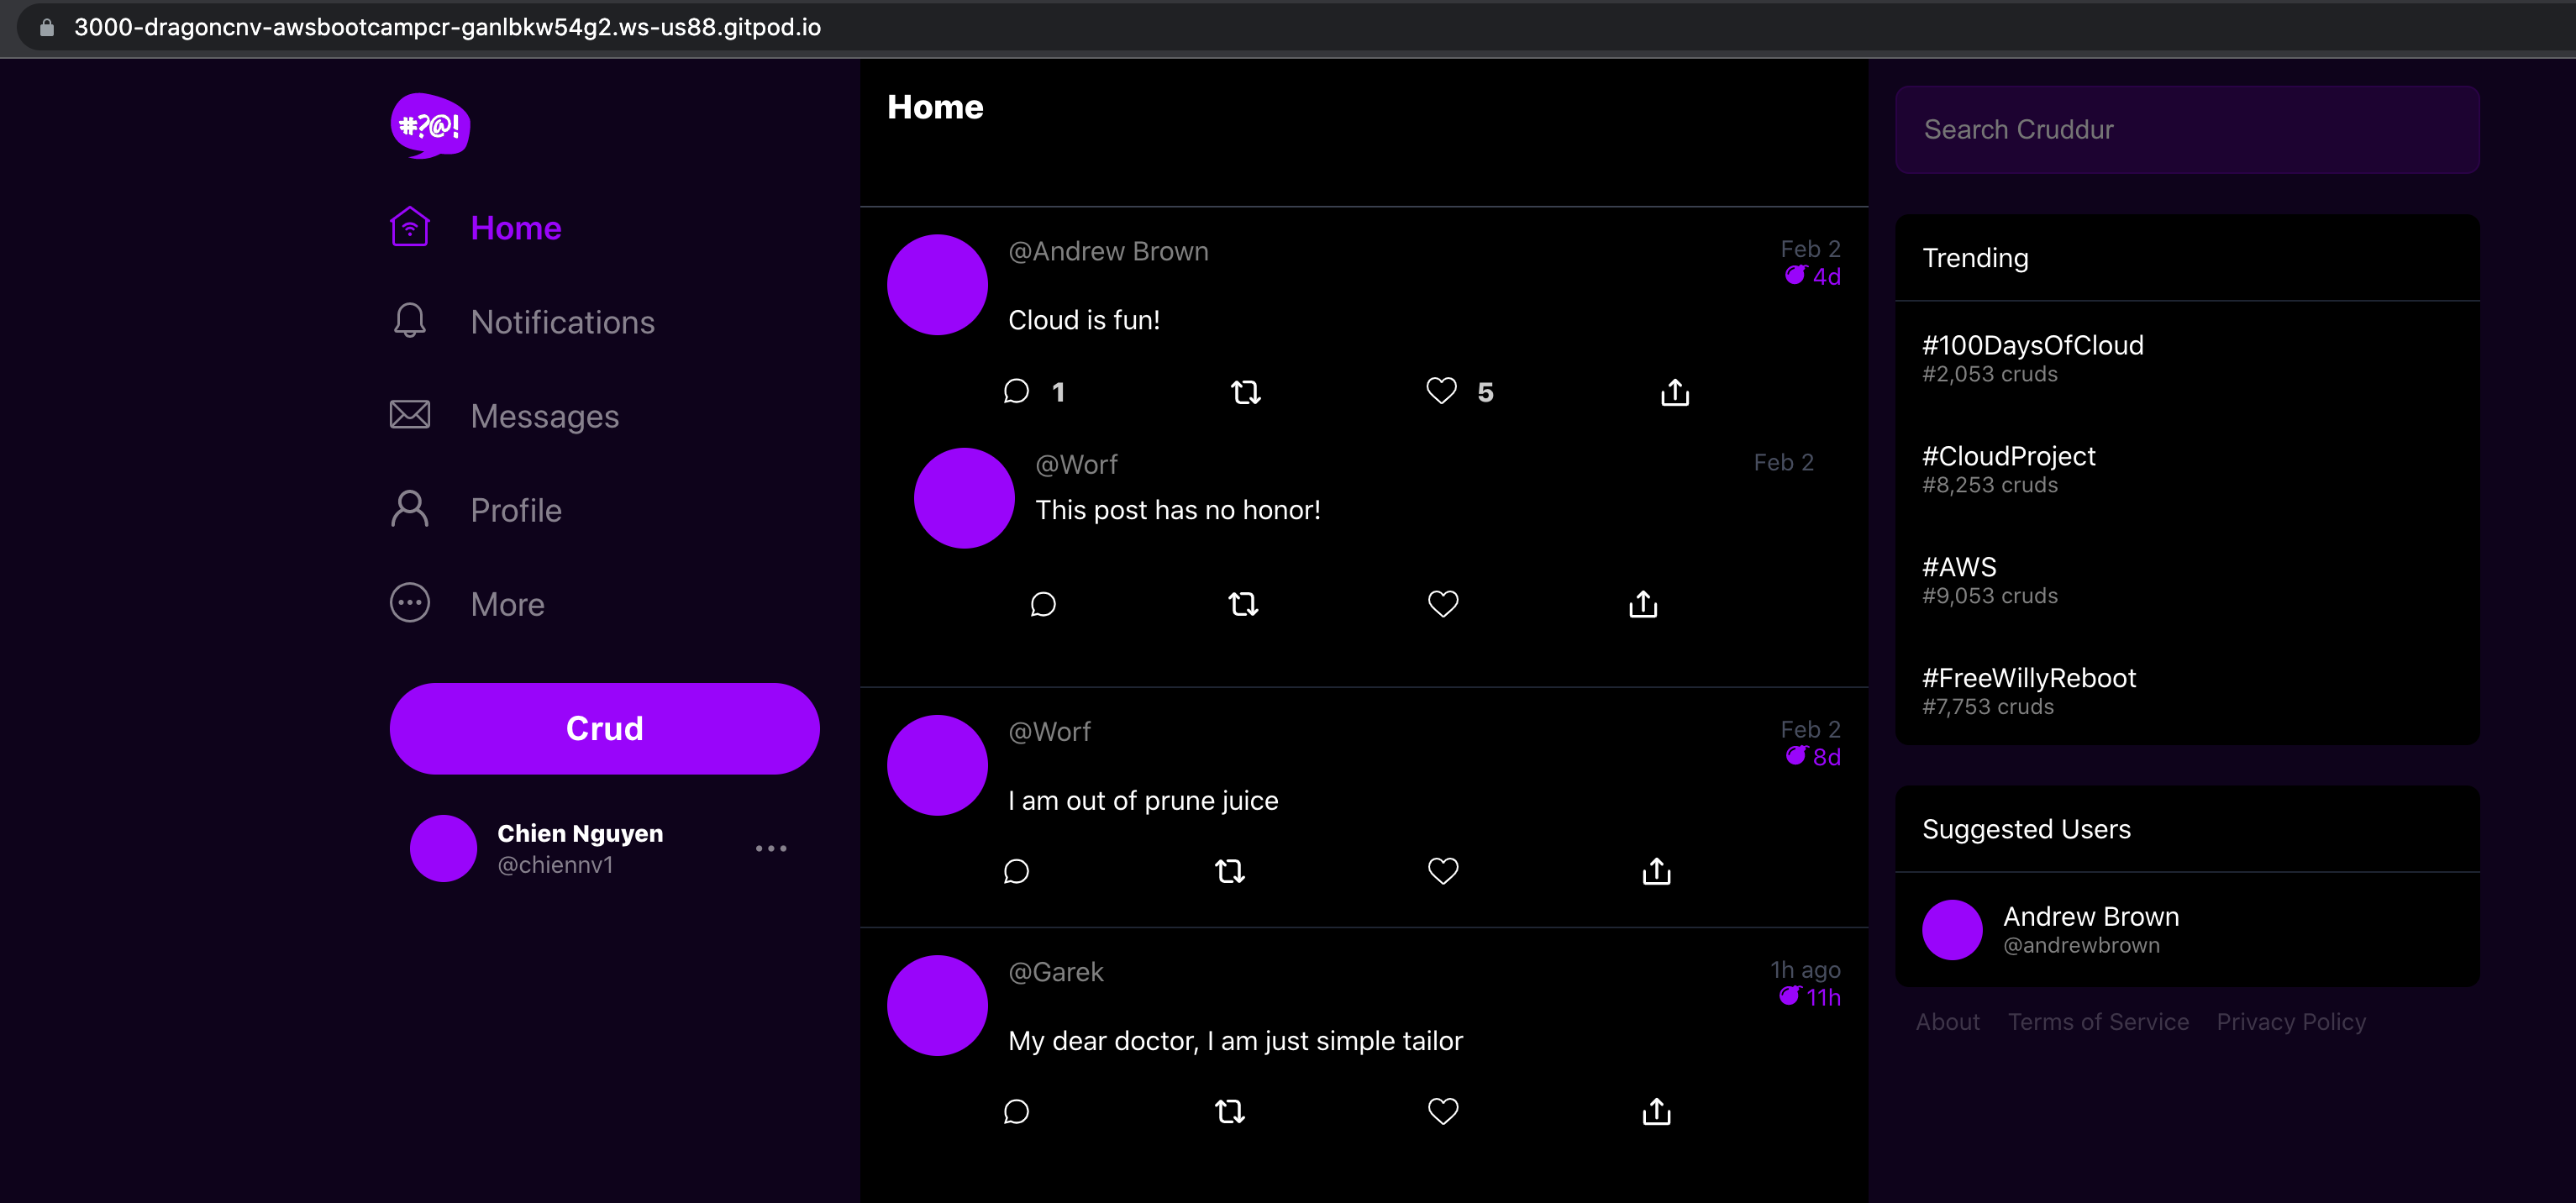 3000-dragoncnv-awsbootcampcr-ganlbkw54g2.ws-us88.gitpod.io
#?@!
Home
Notifications
Messages
Profile
More
Crud
Chien Nguyen
@chiennv1
Home
@Andrew Brown
Feb 2
4d
Cloud is fun!
1
5
@Worf
Feb 2
This post has no honor!
@Worf
Feb 2
8d
I am out of prune juice
@Garek
1h ago
11h
My dear doctor, I am just simple tailor
Search Cruddur
Trending
#100DaysOfCloud
#2,053 cruds
#CloudProject
#8,253 cruds
#AWS
#9,053 cruds
#FreeWillyReboot
#7,753 cruds
Suggested Users
Andrew Brown
@andrewbrown
About Terms of Service Privacy Policy